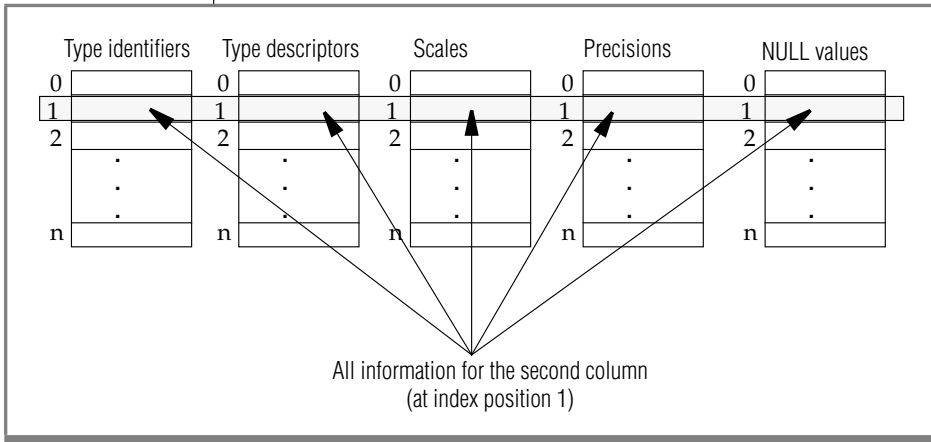 Type identifiers Type descriptors Scales Precisions NULL values
0 0 0 0 0
1 1 1 1 1
2 2 2 2 2
. . . . .
. . . . .
. . . . .
n n n n n
All information for the second column
(at index position 1)